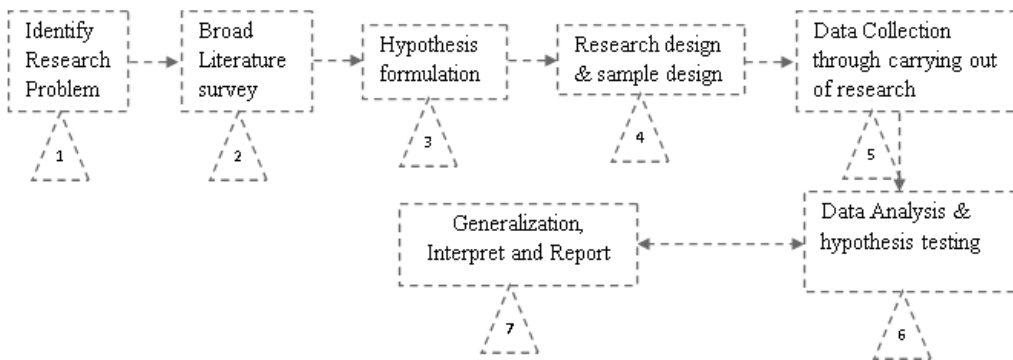 Identify
Research
Problem
1
Broad
Literature
survey
2
Hypothesis
formulation
3
Research design
& sample design
4
Data Collection
through carrying out
of research
5
Data Analysis &
hypothesis testing
6
Generalization,
Interpret and Report
7